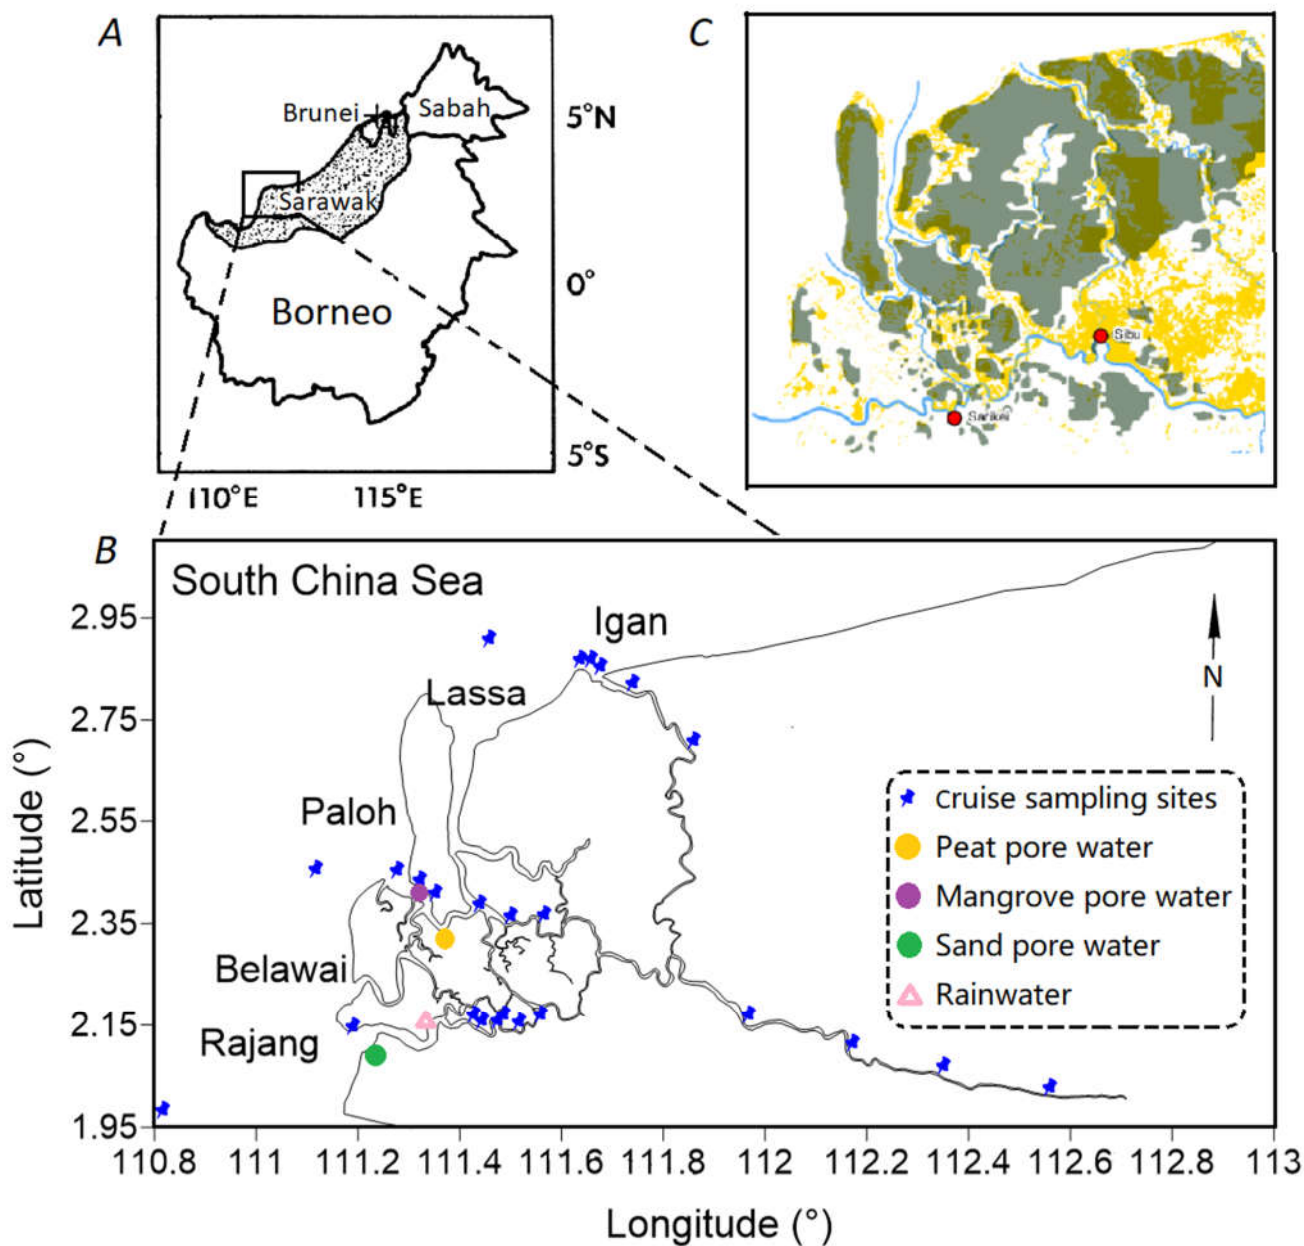 A
Brunei
Sabah
Sarawak
Borneo
5°N
0°
5°S
110°E
115°E
C
Sibu
Sarikei
B
South China Sea
Igan
Lassa
Paloh
Belawai
Rajang
N
Cruise sampling sites
Peat pore water
Mangrove pore water
Sand pore water
Rainwater
Latitude (°)
2.95
2.75
2.55
2.35
2.15
1.95
110.8 111 111.2 111.4 111.6 111.8 112 112.2 112.4 112.6 112.8 113
Longitude (°)